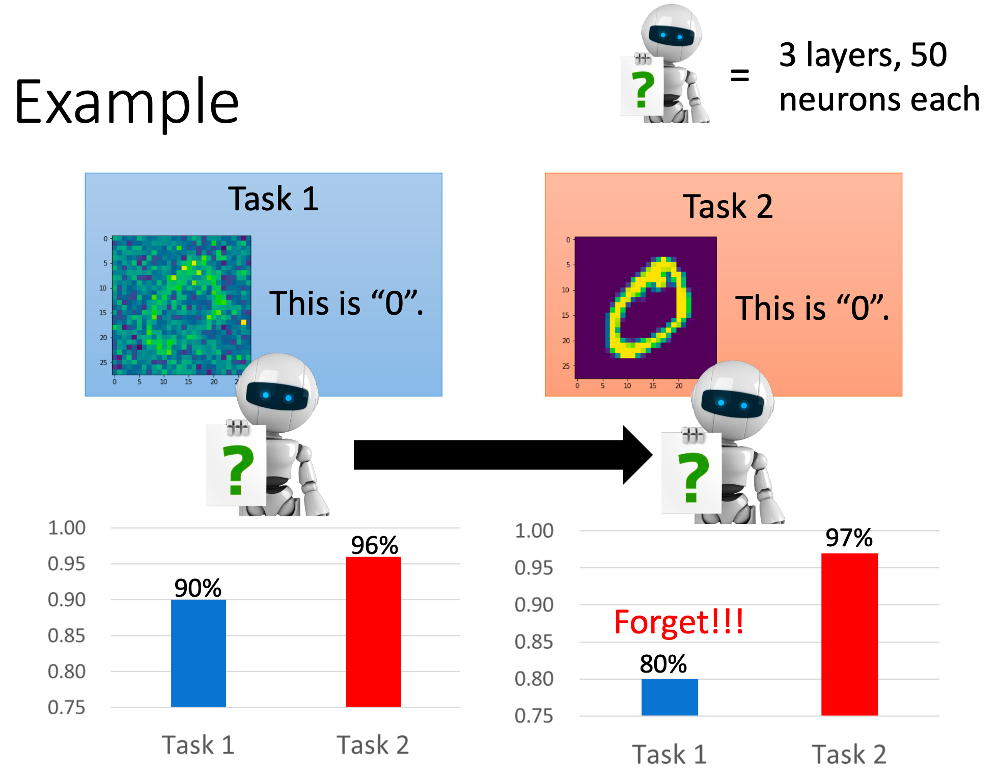 Example
?
=
3 layers, 50
neurons each
Task 1
0
5
10
15
20
25
0 5 10 15 20
This is “0”.
Task 2
0
5
10
15
20
25
0 5 10 15 20
This is “0”.
?
?
1.00
0.95
0.90
0.85
0.80
0.75
90%
96%
Task 1 Task 2
1.00
0.95
0.90
0.85
0.80
0.75
97%
Forget!!!
80%
Task 1 Task 2